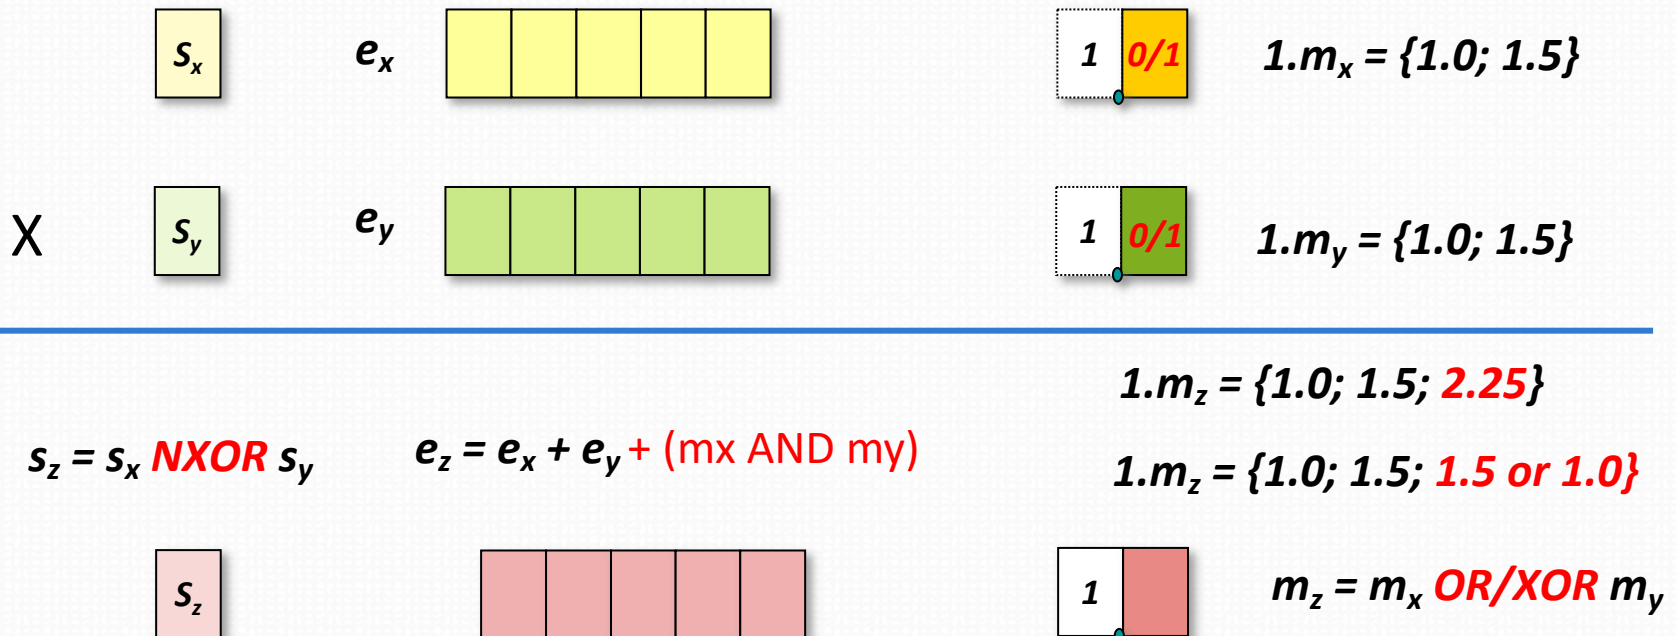 Sx ex 1 0/1 1.mx = {1.0; 1.5}
X Sy ey 1 0/1 1.my = {1.0; 1.5}
1.mz = {1.0; 1.5; 2.25}
sz = sx NXOR sy ez = ex + ey + (mx AND my)
1.mz = {1.0; 1.5; 1.5 or 1.0}
Sz 1 mz = mx OR/XOR my